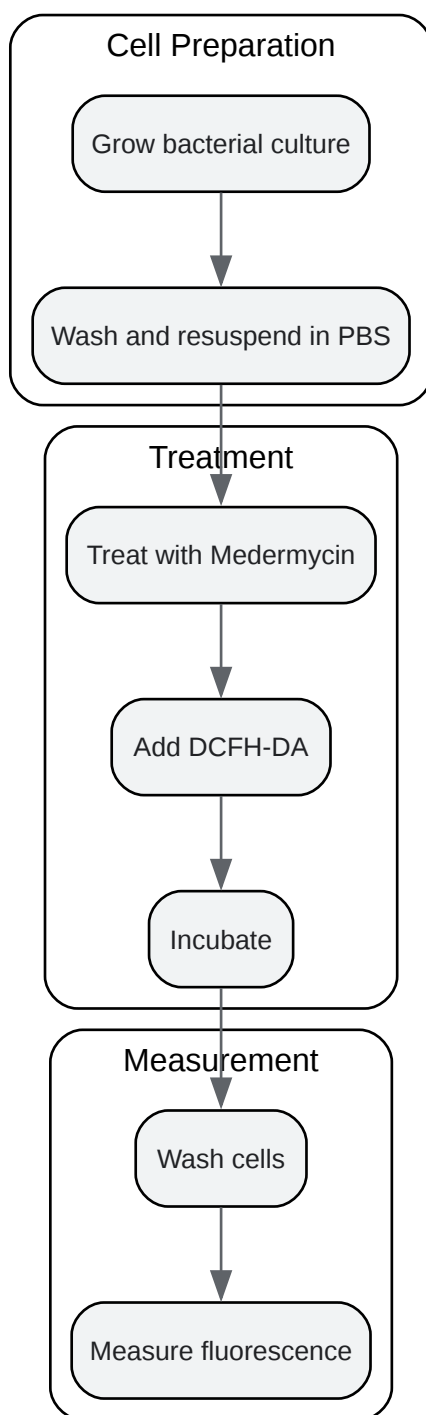 Cell Preparation
Grow bacterial culture
Wash and resuspend in PBS
Treatment
Treat with Medermycin
Add DCFH-DA
Incubate
Measurement
Wash cells
Measure fluorescence